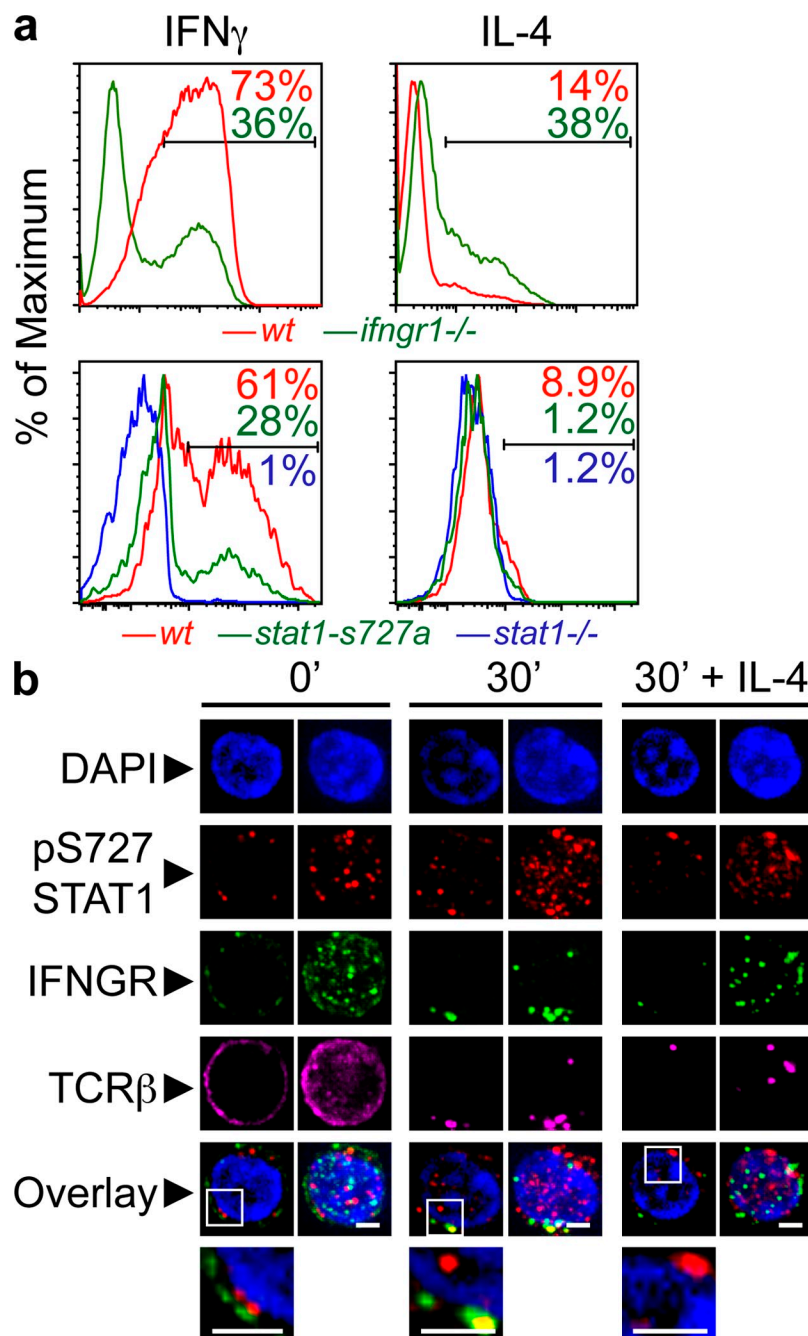 a
IFNγ IL-4
% of Maximum
73% 14%
36% 38%
wt ifngr1-/-
61% 8.9%
28% 1.2%
1% 1.2%
wt stat1-s727a stat1-/-
b
0' 30' 30' + IL-4
DAPI
pS727
STAT1
IFNGR
TCRβ
Overlay